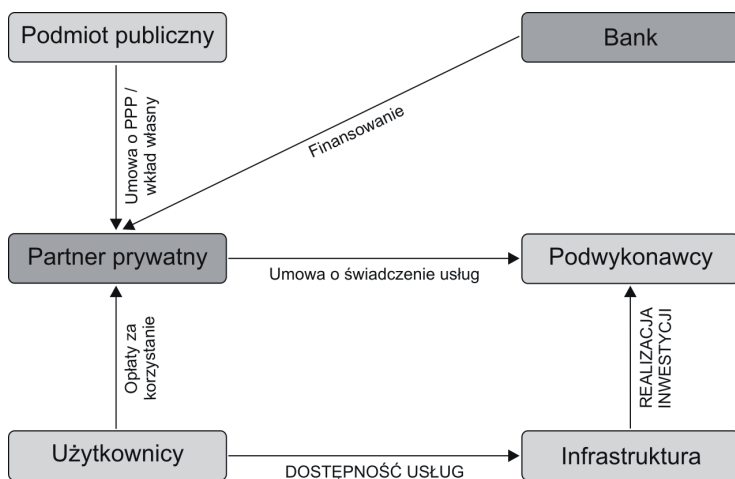 Podmiot publiczny
Bank
Umowa o PPP /
wkład własny
Finansowanie
Partner prywatny
Umowa o świadczenie usług
Podwykonawcy
Opłaty za
korzystanie
REALIZACJA
INWESTYCJI
Użytkownicy
DOSTĘPNOŚĆ USŁUG
Infrastruktura